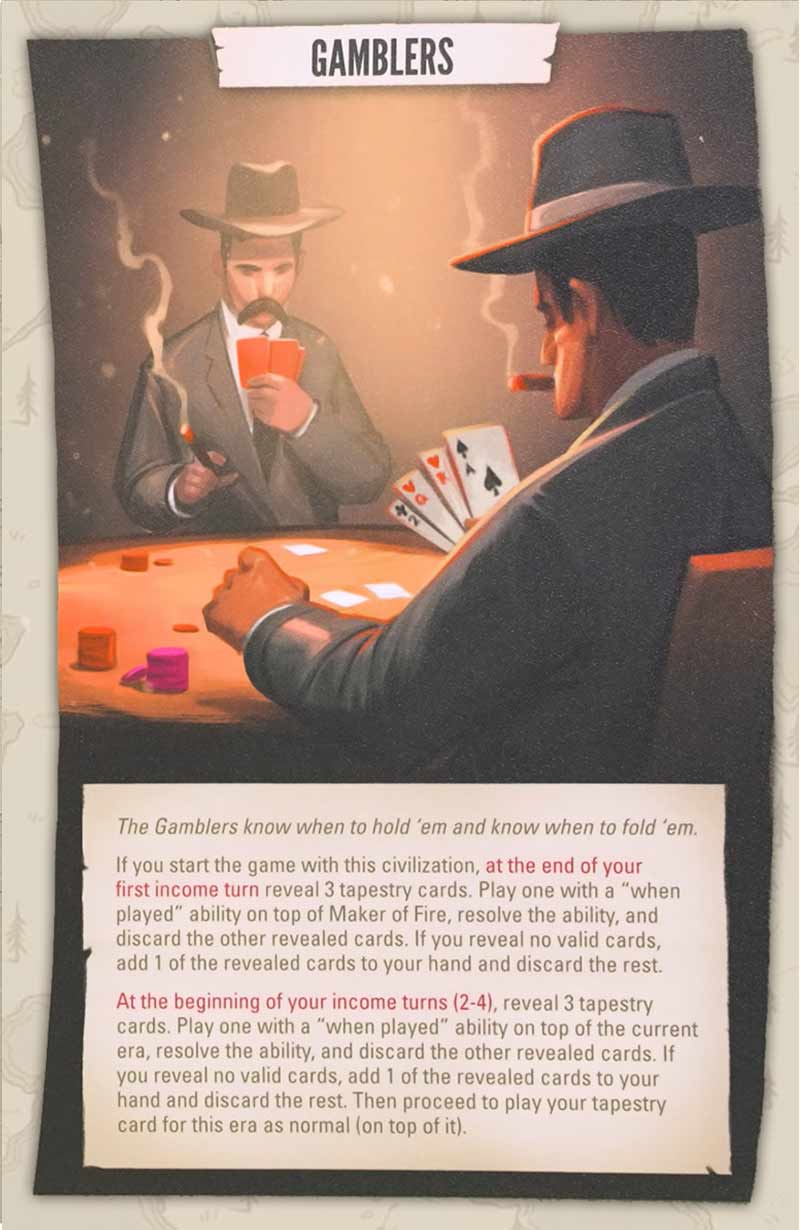 GAMBLERS
2
Q
K
A
The Gamblers know when to hold ‘em and know when to fold ‘em.
If you start the game with this civilization, at the end of your
first income turn reveal 3 tapestry cards. Play one with a “when
played” ability on top of Maker of Fire, resolve the ability, and
discard the other revealed cards. If you reveal no valid cards,
add 1 of the revealed cards to your hand and discard the rest.
At the beginning of your income turns (2-4), reveal 3 tapestry
cards. Play one with a “when played” ability on top of the current
era, resolve the ability, and discard the other revealed cards. If
you reveal no valid cards, add 1 of the revealed cards to your
hand and discard the rest. Then proceed to play your tapestry
card for this era as normal (on top of it).